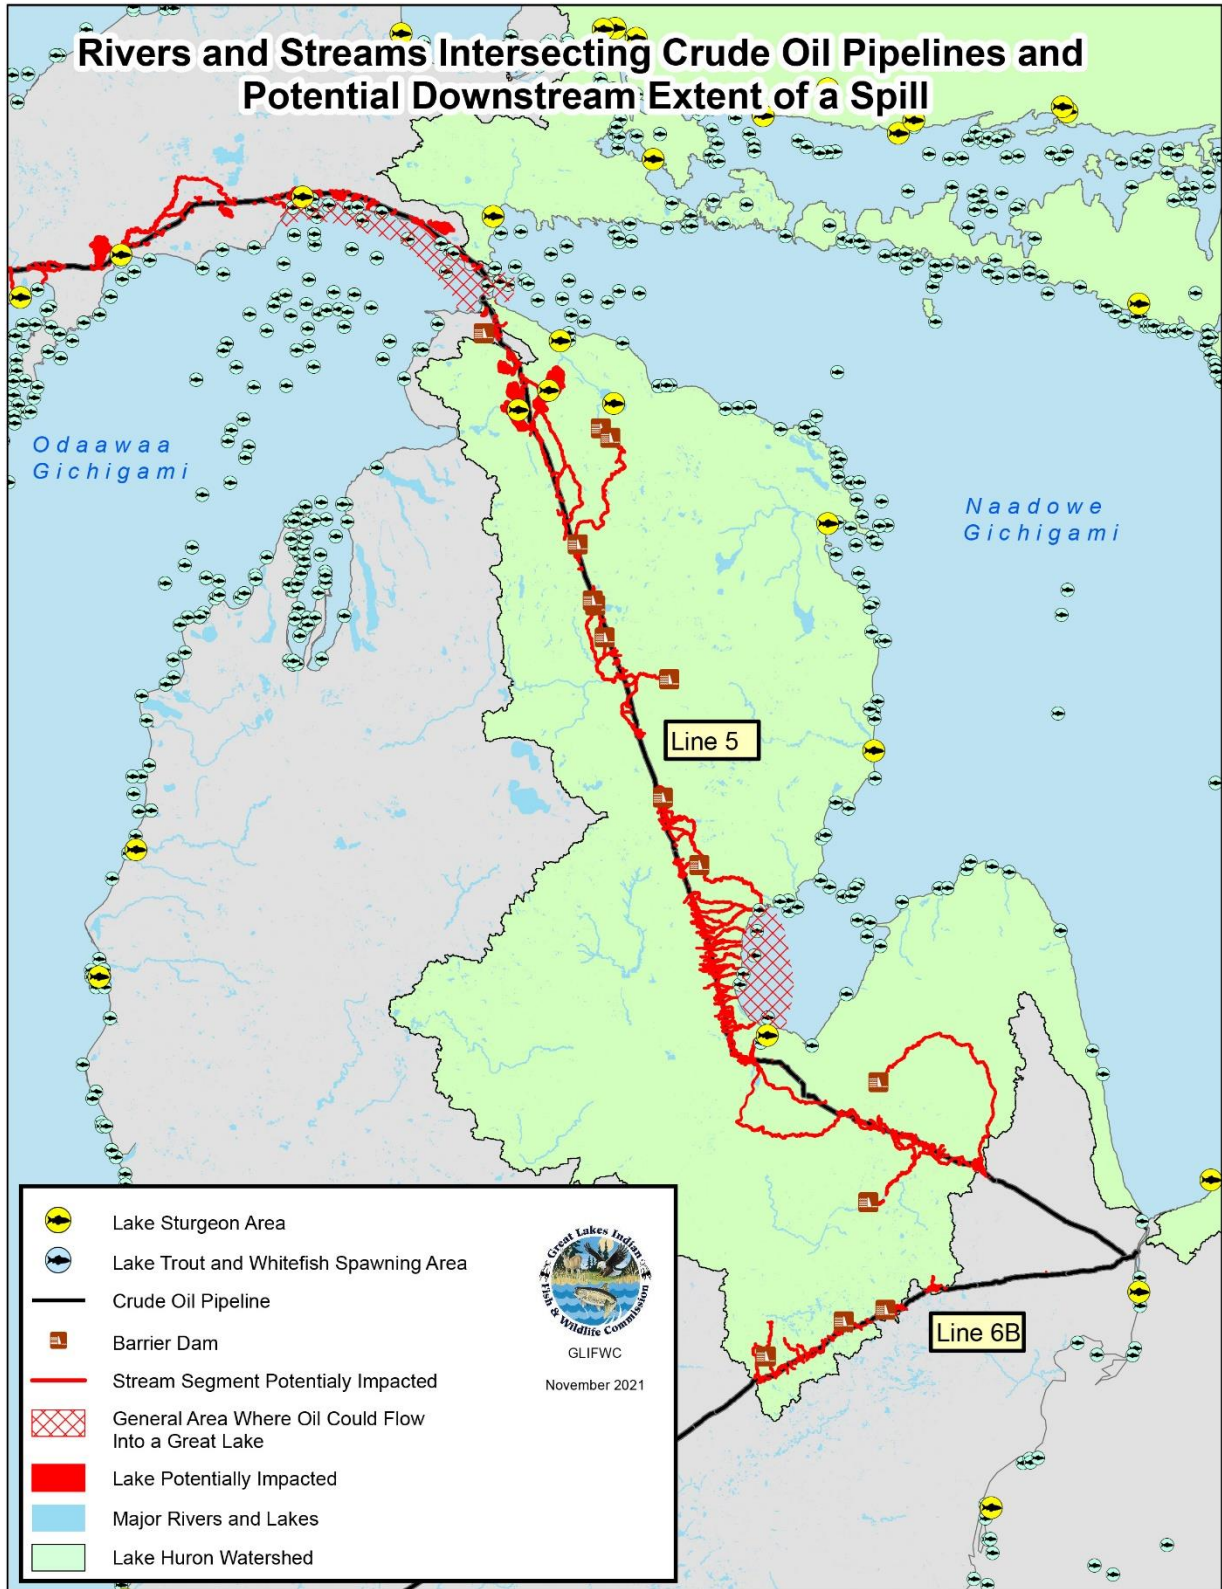 Rivers and Streams Intersecting Crude Oil Pipelines and
Potential Downstream Extent of a Spill
Odaawaa
Gichigami
Naadowe
Gichigami
Line 5
Line 6B
Lake Sturgeon Area
Lake Trout and Whitefish Spawning Area
Crude Oil Pipeline
Barrier Dam
Stream Segment Potentialy Impacted
General Area Where Oil Could Flow
Into a Great Lake
Lake Potentially Impacted
Major Rivers and Lakes
Lake Huron Watershed
Great Lakes Indian
Fish & Wildlife Commission
GLIFWC
November 2021